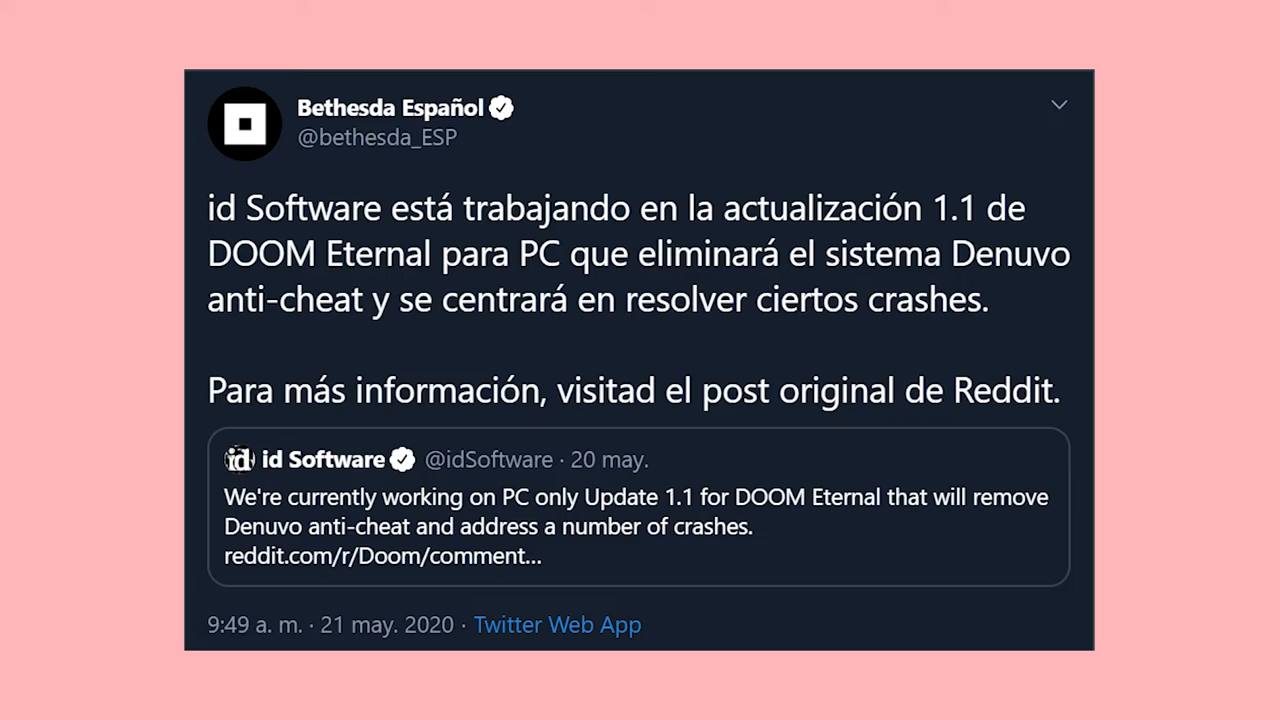 Bethesda Español
@bethesda_ESP
id Software está trabajando en la actualización 1.1 de
DOOM Eternal para PC que eliminará el sistema Denuvo
anti-cheat y se centrará en resolver ciertos crashes.
Para más información, visitad el post original de Reddit.
id id Software @idSoftware · 20 may.
We're currently working on PC only Update 1.1 for DOOM Eternal that will remove
Denuvo anti-cheat and address a number of crashes.
reddit.com/r/Doom/comment...
9:49 a. m. · 21 may. 2020 · Twitter Web App